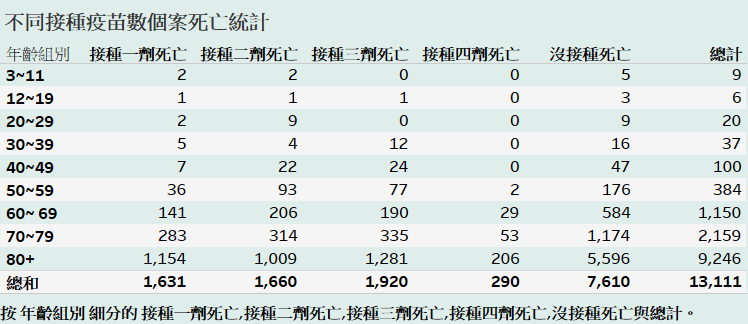 不同接種疫苗數個案死亡統計
年齡組別 接種一劑死亡 接種二劑死亡 接種三劑死亡 接種四劑死亡 沒接種死亡 總計
3~11 2 2 0 0 5 9
12~19 1 1 1 0 3 6
20~29 2 9 0 0 9 20
30~39 5 4 12 0 16 37
40~49 7 22 24 0 47 100
50~59 36 93 77 2 176 384
60~ 69 141 206 190 29 584 1,150
70~79 283 314 335 53 1,174 2,159
80+ 1,154 1,009 1,281 206 5,596 9,246
總和 1,631 1,660 1,920 290 7,610 13,111
按 年齡組別 細分的 接種一劑死亡,接種二劑死亡,接種三劑死亡,接種四劑死亡,沒接種死亡 與總計。